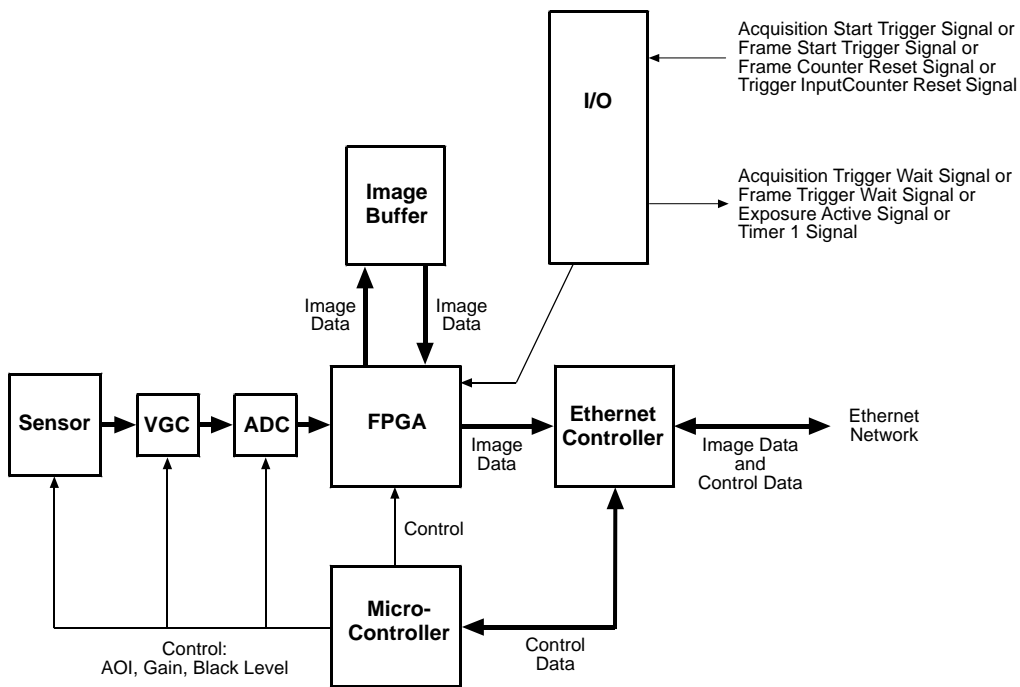 Acquisition Start Trigger Signal or
Frame Start Trigger Signal or
Frame Counter Reset Signal or
Trigger InputCounter Reset Signal
I/O
Image
Buffer
Acquisition Trigger Wait Signal or
Frame Trigger Wait Signal or
Exposure Active Signal or
Timer 1 Signal
Image
Data
Image
Data
Sensor
VGC
ADC
FPGA
Image
Data
Ethernet
Controller
Image Data
and
Control Data
Ethernet
Network
Control
Micro-
Controller
Control:
AOI, Gain, Black Level
Control
Data